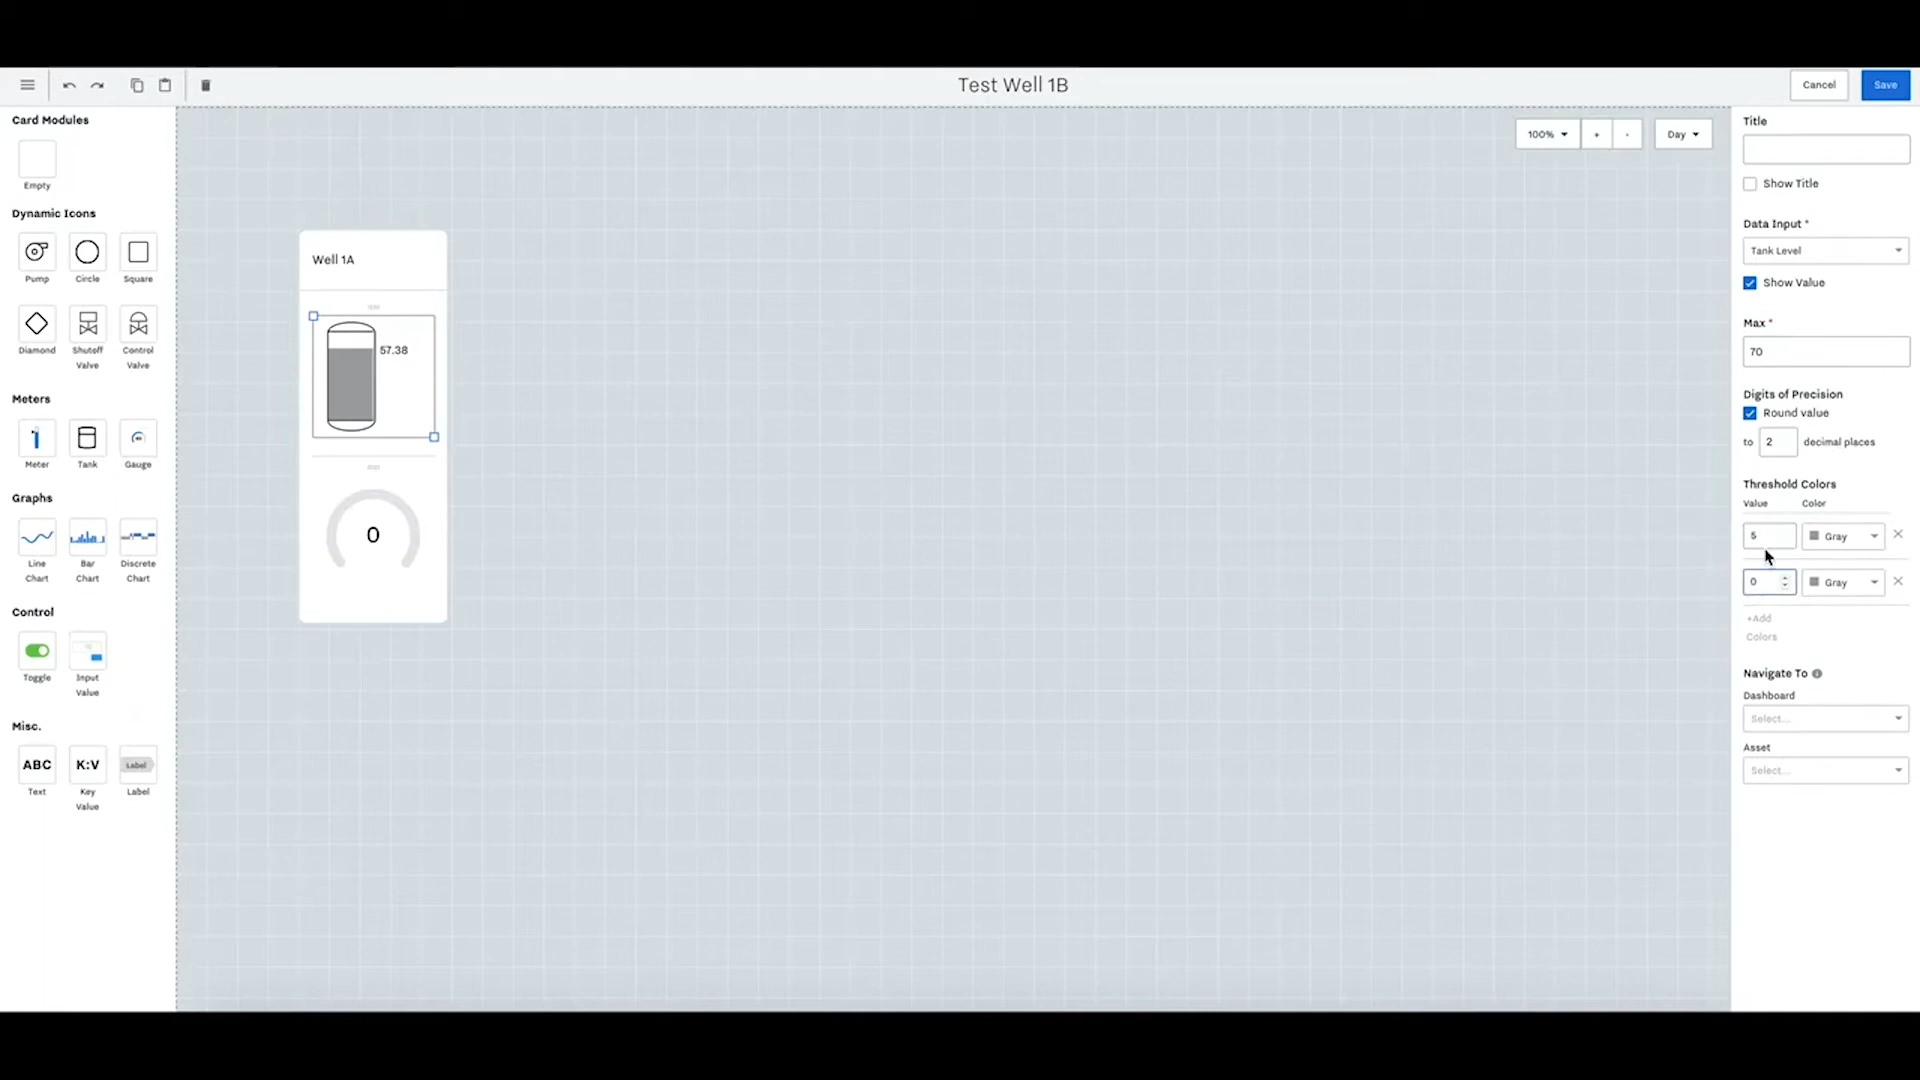 Test Well 1B
Cancel
Save
Card Modules
Empty
Dynamic Icons
Pump
Circle
Square
Diamond
Shutoff
Valve
Control
Valve
Meters
Meter
Tank
Gauge
Graphs
Line
Chart
Bar
Chart
Discrete
Chart
Control
Toggle
Input
Value
Misc.
ABC
Text
K:V
Key
Value
Label
Label
100%
+
-
Day
Well 1A
57.38
0
Title
Show Title
Data Input *
Tank Level
Show Value
Max *
70
Digits of Precision
Round value
to 2 decimal places
Threshold Colors
Value Color
5 Gray
0 Gray
+Add
Colors
Navigate To
Dashboard
Select...
Asset
Select...